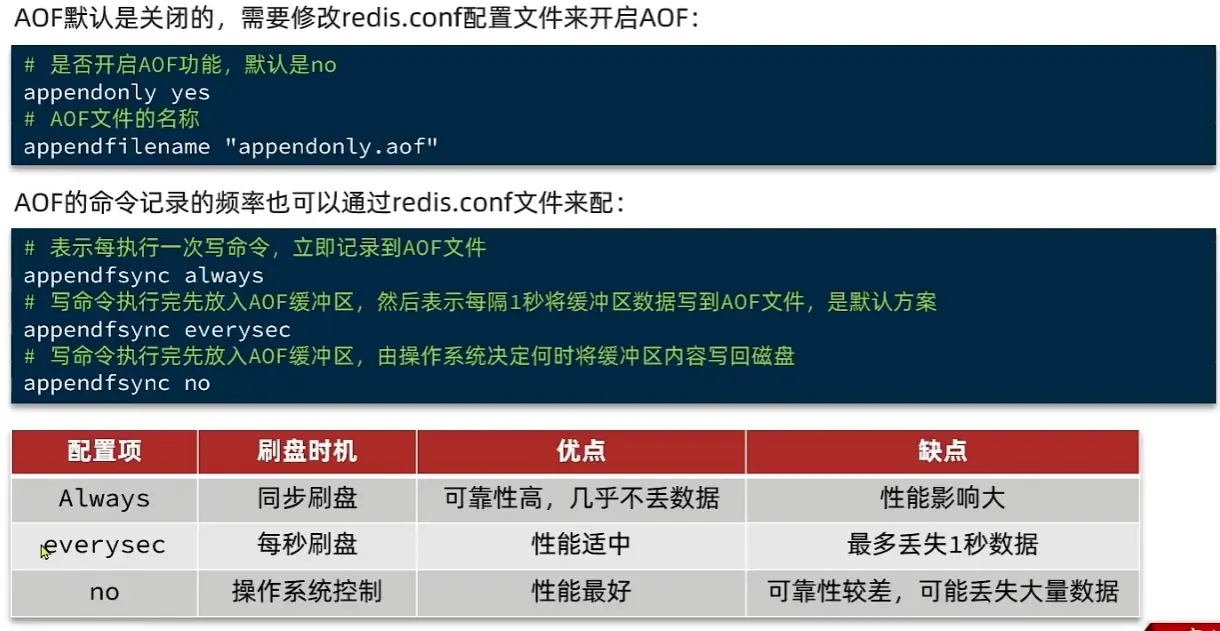 AOF默认是关闭的，需要修改redis.conf配置文件来开启AOF：
# 是否开启AOF功能，默认是no
appendonly yes
# AOF文件的名称
appendfilename "appendonly.aof"
AOF的命令记录的频率也可以通过redis.conf文件来配：
# 表示每执行一次写命令，立即记录到AOF文件
appendfsync always
# 写命令执行完先放入AOF缓冲区，然后表示每隔1秒将缓冲区数据写到AOF文件，是默认方案
appendfsync everysec
# 写命令执行完先放入AOF缓冲区，由操作系统决定何时将缓冲区内容写回磁盘
appendfsync no
配置项 刷盘时机 优点 缺点
Always 同步刷盘 可靠性高，几乎不丢数据 性能影响大
everysec 每秒刷盘 性能适中 最多丢失1秒数据
no 操作系统控制 性能最好 可靠性较差，可能丢失大量数据